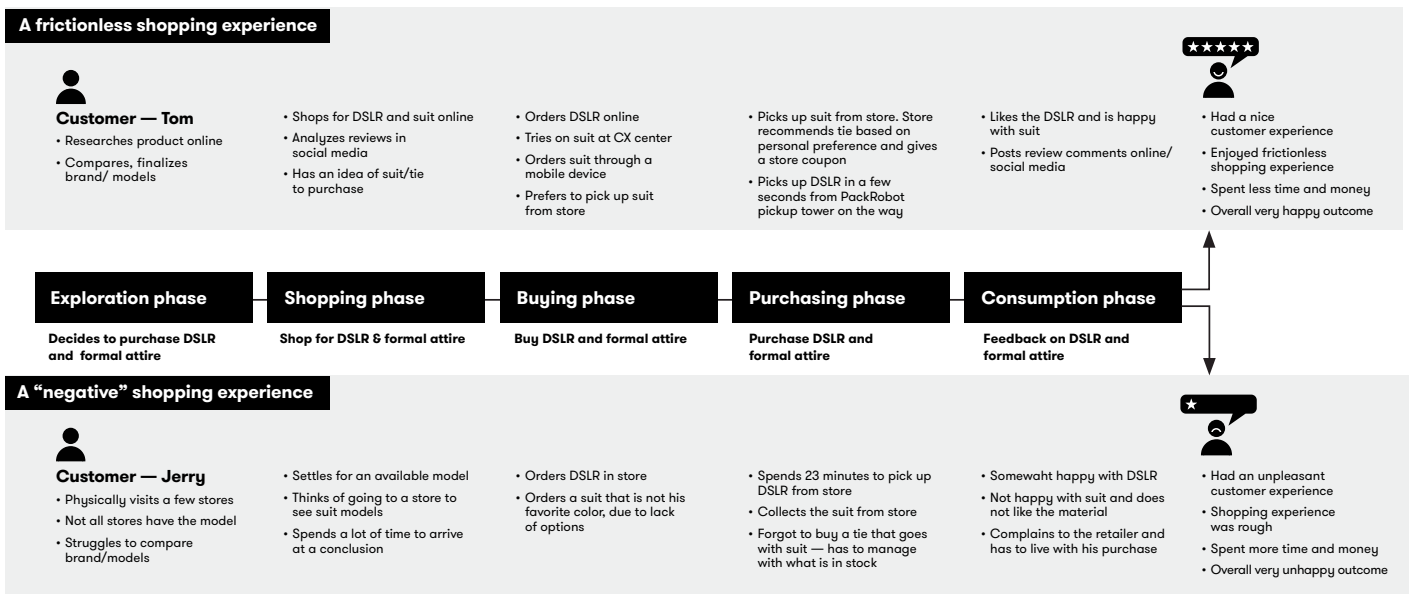 A frictionless shopping experience
Customer — Tom
• Researches product online
• Compares, finalizes
brand/ models
• Shops for DSLR and suit online
• Analyzes reviews in
social media
• Has an idea of suit/tie
to purchase
• Orders DSLR online
• Tries on suit at CX center
• Orders suit through a
mobile device
• Prefers to pick up suit
from store
• Picks up suit from store. Store
recommends tie based on
personal preference and gives
a store coupon
• Picks up DSLR in a few
seconds from PackRobot
pickup tower on the way
• Likes the DSLR and is happy
with suit
• Posts review comments online/
social media
• Had a nice
customer experience
• Enjoyed frictionless
shopping experience
• Spent less time and money
• Overall very happy outcome
Exploration phase
Decides to purchase DSLR
and formal attire
Shopping phase
Shop for DSLR & formal attire
Buying phase
Buy DSLR and formal attire
Purchasing phase
Purchase DSLR and
formal attire
Consumption phase
Feedback on DSLR and
formal attire
A “negative” shopping experience
Customer — Jerry
• Physically visits a few stores
• Not all stores have the model
• Struggles to compare
brand/models
• Settles for an available model
• Thinks of going to a store to
see suit models
• Spends a lot of time to arrive
at a conclusion
• Orders DSLR in store
• Orders a suit that is not his
favorite color, due to lack
of options
• Spends 23 minutes to pick up
DSLR from store
• Collects the suit from store
• Forgot to buy a tie that goes
with suit — has to manage
with what is in stock
• Somewaht happy with DSLR
• Not happy with suit and does
not like the material
• Complains to the retailer and
has to live with his purchase
• Had an unpleasant
customer experience
• Shopping experience
was rough
• Spent more time and money
• Overall very unhappy outcome